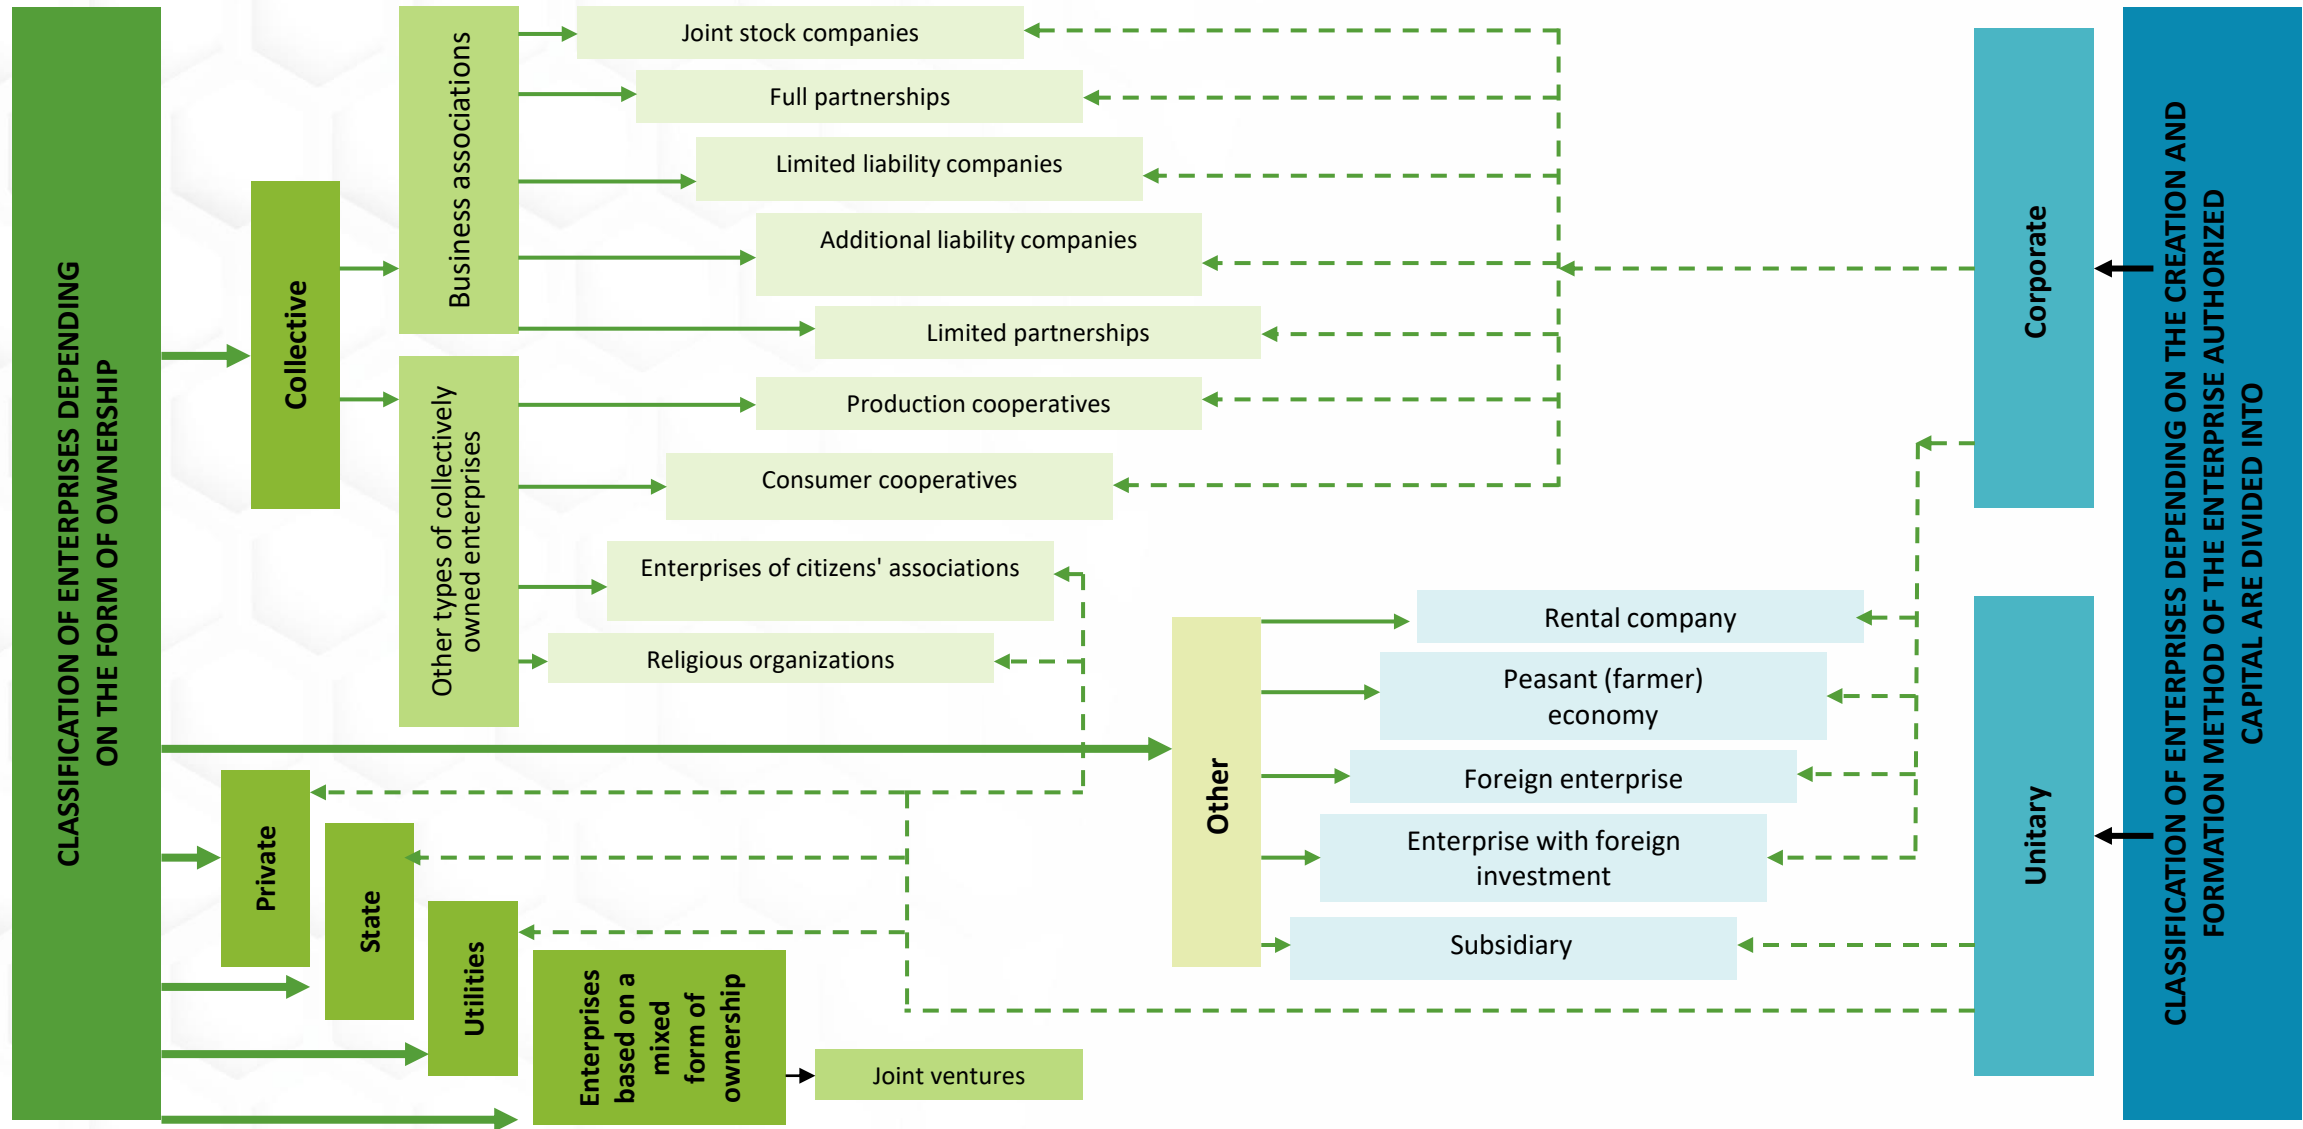 CLASSIFICATION OF ENTERPRISES DEPENDING
ON THE FORM OF OWNERSHIP
Collective
Business associations
Joint stock companies
Full partnerships
Limited liability companies
Additional liability companies
Limited partnerships
Other types of collectively
owned enterprises
Production cooperatives
Consumer cooperatives
Enterprises of citizens' associations
Religious organizations
Private
State
Utilities
Enterprises
based on a
mixed
form of
ownership
Joint ventures
Other
Rental company
Peasant (farmer)
economy
Foreign enterprise
Enterprise with foreign
investment
Subsidiary
Corporate
Unitary
CLASSIFICATION OF ENTERPRISES DEPENDING ON THE CREATION AND
FORMATION METHOD OF THE ENTERPRISE AUTHORIZED
CAPITAL ARE DIVIDED INTO